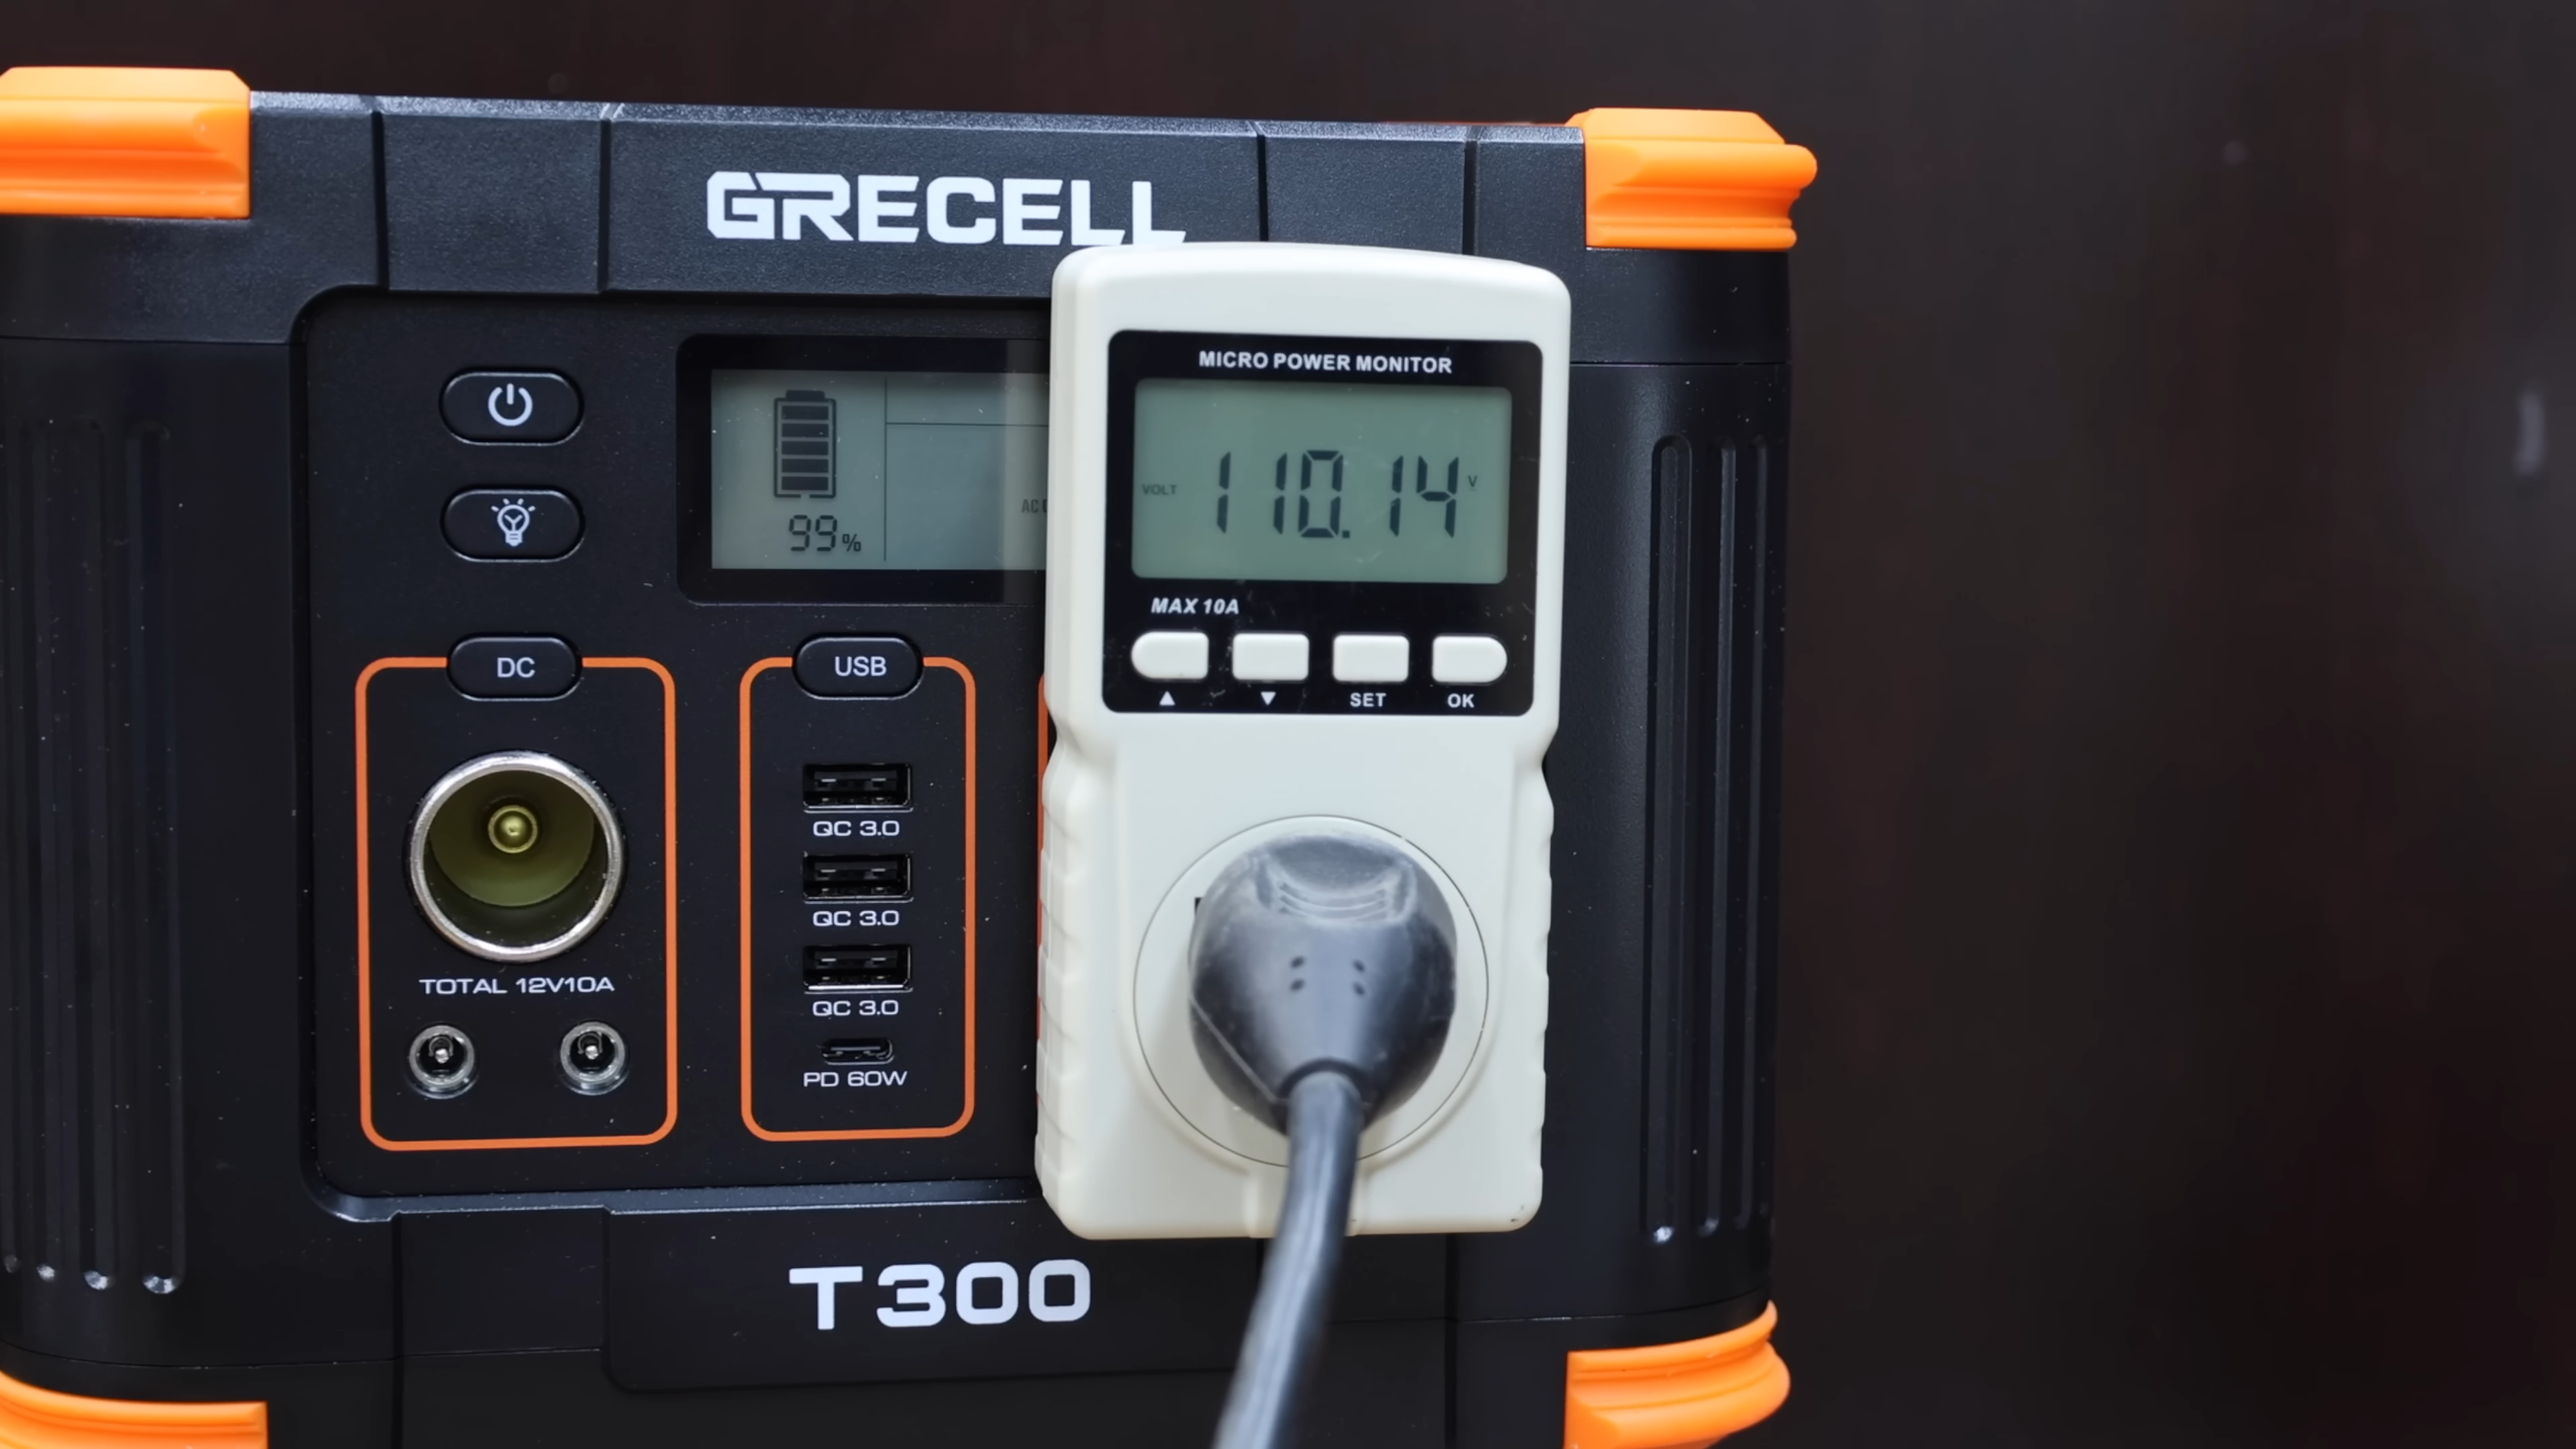 GRECELL
MICRO POWER MONITOR
VOLT 110.14 V
99%
AC
MAX 10A
SET OK
DC
USB
QC 3.0
QC 3.0
QC 3.0
PD 60W
TOTAL 12V10A
T300